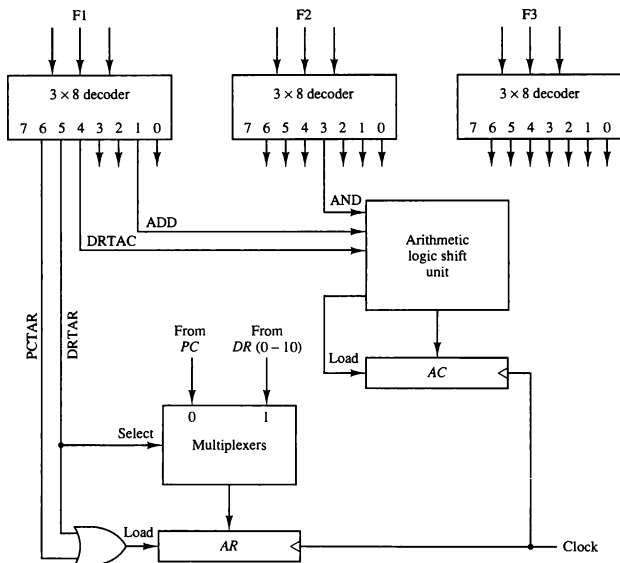 F1 F2 F3
3 × 8 decoder 3 × 8 decoder 3 × 8 decoder
7 6 5 4 3 2 1 0 7 6 5 4 3 2 1 0 7 6 5 4 3 2 1 0
AND
ADD
DRTAC
Arithmetic
logic shift
unit
PCTAR
DRTAR
From
PC
From
DR (0 – 10)
Load
AC
0 1
Select
Multiplexers
Load
AR
Clock